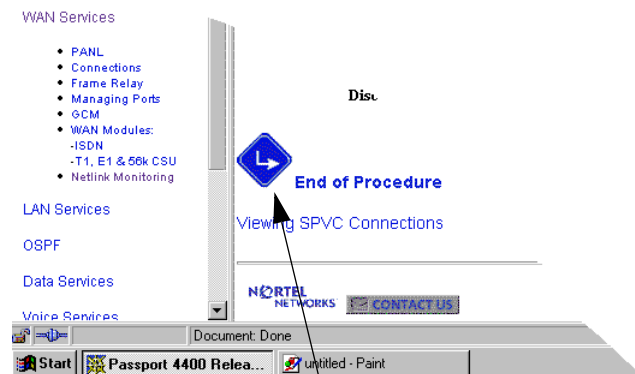 WAN Services
PANL
Connections
Frame Relay
Managing Ports
GCM
WAN Modules:
-ISDN
-T1, E1 & 56k CSU
Netlink Monitoring
LAN Services
OSPF
Data Services
Voice Services
End of Procedure
Viewing SPVC Connections
NORTEL
NETWORKS
CONTACT US
Document: Done
Start
Passport 4400 Relea...
untitled - Paint